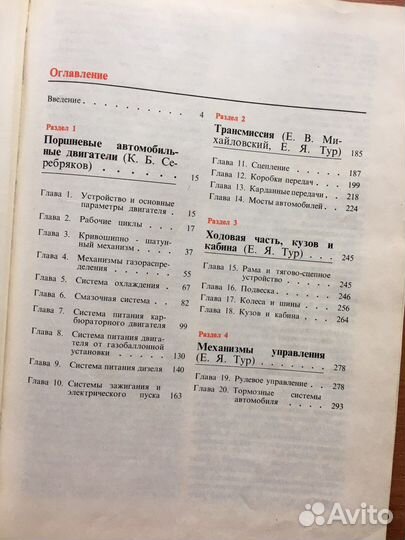 Оглавление
Введение . . . . . . . . 4
Раздел 1
Поршневые автомобиль-
ные двигатели (К. Б. Се-
ребряков) . . . . . . 15
Глава 1. Устройство и основные
параметры двигателя . . 15
Глава 2. Рабочие циклы . . . 17
Глава 3. Кривошипно - шатун-
ный механизм . . . . 37
Глава 4. Механизмы газораспре-
деления . . . . . . 55
Глава 5. Система охлаждения . 67
Глава 6. Смазочная система . . 82
Глава 7. Система питания кар-
бюраторного двигателя 99
Глава 8. Система питания двига-
теля от газобаллонной
установки . . . . . 130
Глава 9. Система питания дизеля 140
Глава 10. Системы зажигания и
электрического пуска 163
Раздел 2
Трансмиссия (Е. В. Ми-
хайловский, Е. Я. Тур) 185
Глава 11. Сцепление . . . . 187
Глава 12. Коробки передач . . 199
Глава 13. Карданные передачи . 218
Глава 14. Мосты автомобилей . 224
Раздел 3
Ходовая часть, кузов и
кабина (Е. Я. Тур) . . . 245
Глава 15. Рама и тягово-сцепное
устройство . . . . . 245
Глава 16. Подвеска . . . . . 246
Глава 17. Колеса и шины . . . 256
Глава 18. Кузов и кабина . . . 264
Раздел 4
Механизмы управления
(Е. Я. Тур) . . . . . . 278
Глава 19. Рулевое управление . 278
Глава 20. Тормозные системы
автомобиля . . . . 293
Avito